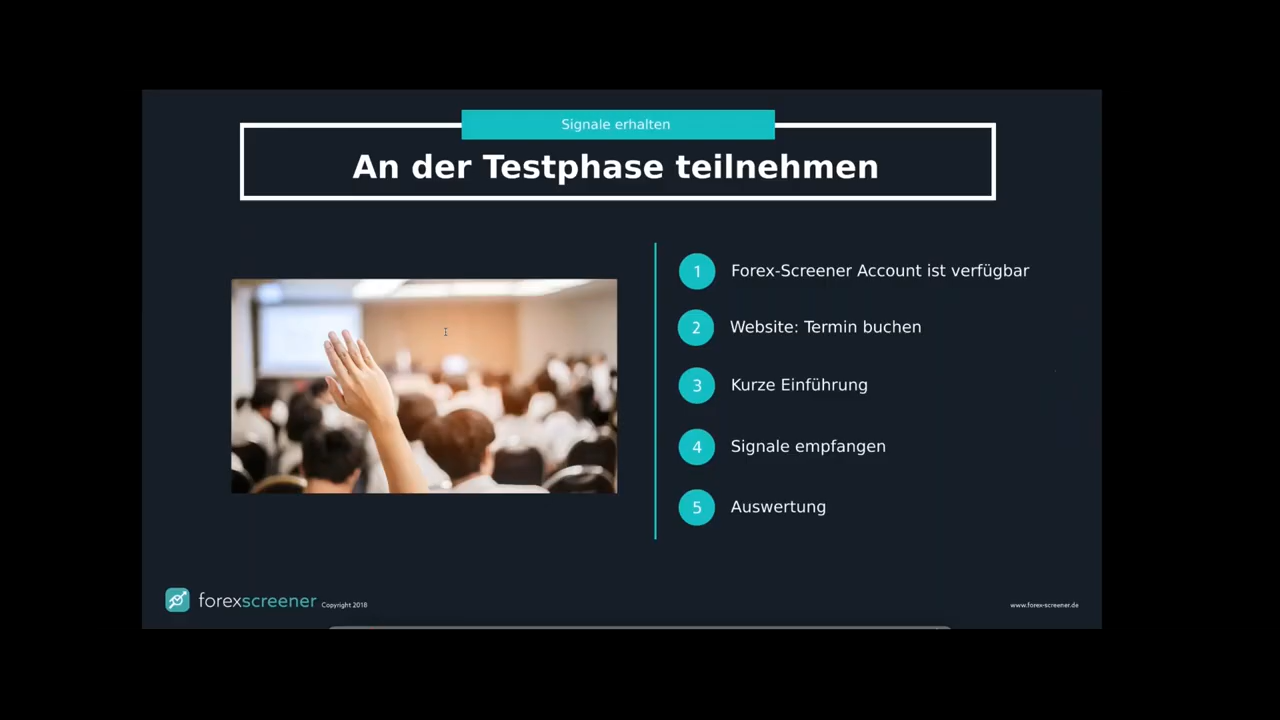 Signale erhalten
An der Testphase teilnehmen
1 Forex-Screener Account ist verfügbar
2 Website: Termin buchen
3 Kurze Einführung
4 Signale empfangen
5 Auswertung
forexscreener Copyright 2018
www.forex-screener.de